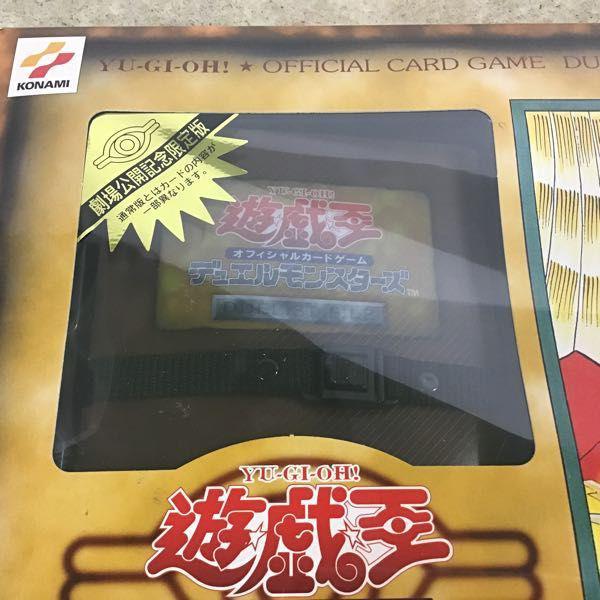 KONAMI
YU-GI-OH! ★ OFFICIAL CARD GAME DU
劇場公開記念限定版
通常版とはカードの内容が
一部異なります。
YU-GI-OH!
遊戯王
オフィシャルカードゲーム
デュエルモンスターズ™
YU-GI-OH!
遊戯王